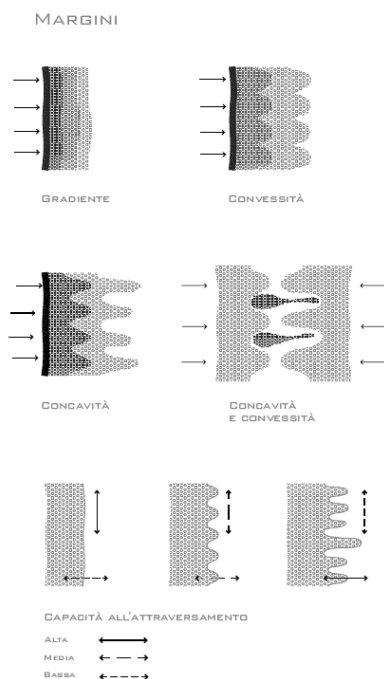 MARGINI
GRADIENTE
CONVESSITÀ
CONCAVITÀ
CONCAVITÀ
E CONVESSITÀ
CAPACITÀ ALL'ATTRAVERSAMENTO
ALTA
MEDIA
BASSA